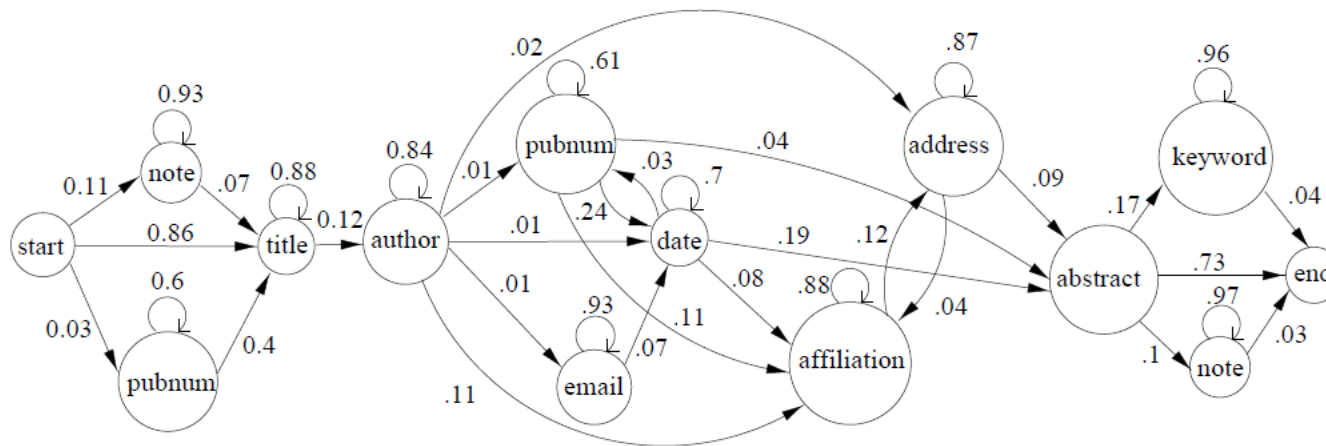 .02
.87
.96
.61
0.93
pubnum
address
keyword
.04
0.84
note
.03
.7
0.11
.07
0.88
.01
.09
.17
.04
.24
start
0.86
title
0.12
author
.01
date
.19
.12
abstract
.73
end
0.6
.01
.08
.88
.97
.93
.04
0.03
0.4
.07
.11
affiliation
.03
pubnum
email
.1
note
.11